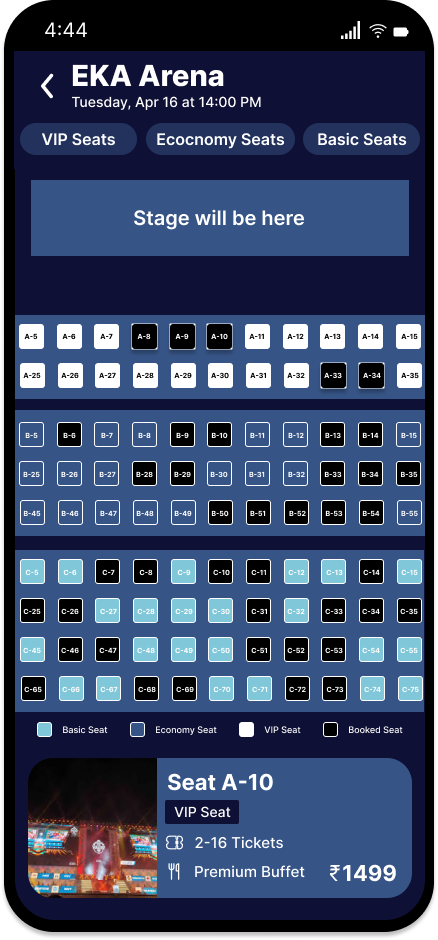 4:44
EKA Arena
Tuesday, Apr 16 at 14:00 PM
VIP Seats Ecocnomy Seats Basic Seats
Stage will be here
A-5 A-6 A-7 A-8 A-9 A-10 A-11 A-12 A-13 A-14 A-15
A-25 A-26 A-27 A-28 A-29 A-30 A-31 A-32 A-33 A-34 A-35
B-5 B-6 B-7 B-8 B-9 B-10 B-11 B-12 B-13 B-14 B-15
B-25 B-26 B-27 B-28 B-29 B-30 B-31 B-32 B-33 B-34 B-35
B-45 B-46 B-47 B-48 B-49 B-50 B-51 B-52 B-53 B-54 B-55
C-5 C-6 C-7 C-8 C-9 C-10 C-11 C-12 C-13 C-14 C-15
C-25 C-26 C-27 C-28 C-29 C-30 C-31 C-32 C-33 C-34 C-35
C-45 C-46 C-47 C-48 C-49 C-50 C-51 C-52 C-53 C-54 C-55
C-65 C-66 C-67 C-68 C-69 C-70 C-71 C-72 C-73 C-74 C-75
Basic Seat Economy Seat VIP Seat Booked Seat
Seat A-10
VIP Seat
2-16 Tickets
Premium Buffet ₹1499